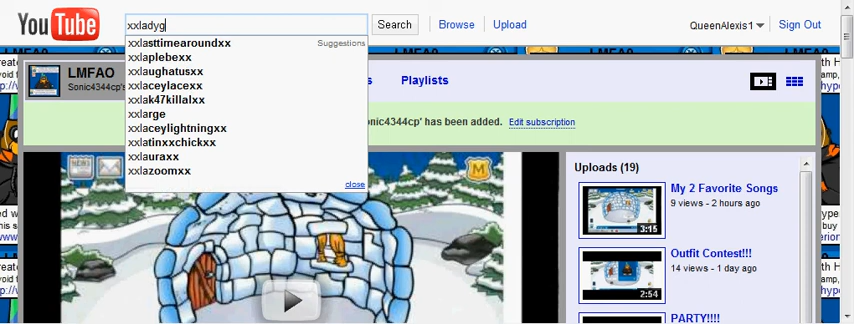 YouTube
xxladyg
Search
Browse
Upload
QueenAlexis1
Sign Out
xxlasttimearoundxx
Suggestions
xxlaplebexx
xxlaughatusxx
xxlaceylacexx
xxlak47killalxx
xxlarge
xxlaceylightningxx
xxlatinxxchickxx
xxlauraxx
xxlazoomxx
close
LMFAO
Sonic4344cp's
Playlists
onic4344cp' has been added.
Edit subscription
NEWS
M
Uploads (19)
My 2 Favorite Songs
9 views - 2 hours ago
3:15
Outfit Contest!!!
14 views - 1 day ago
2:54
PARTY!!!!